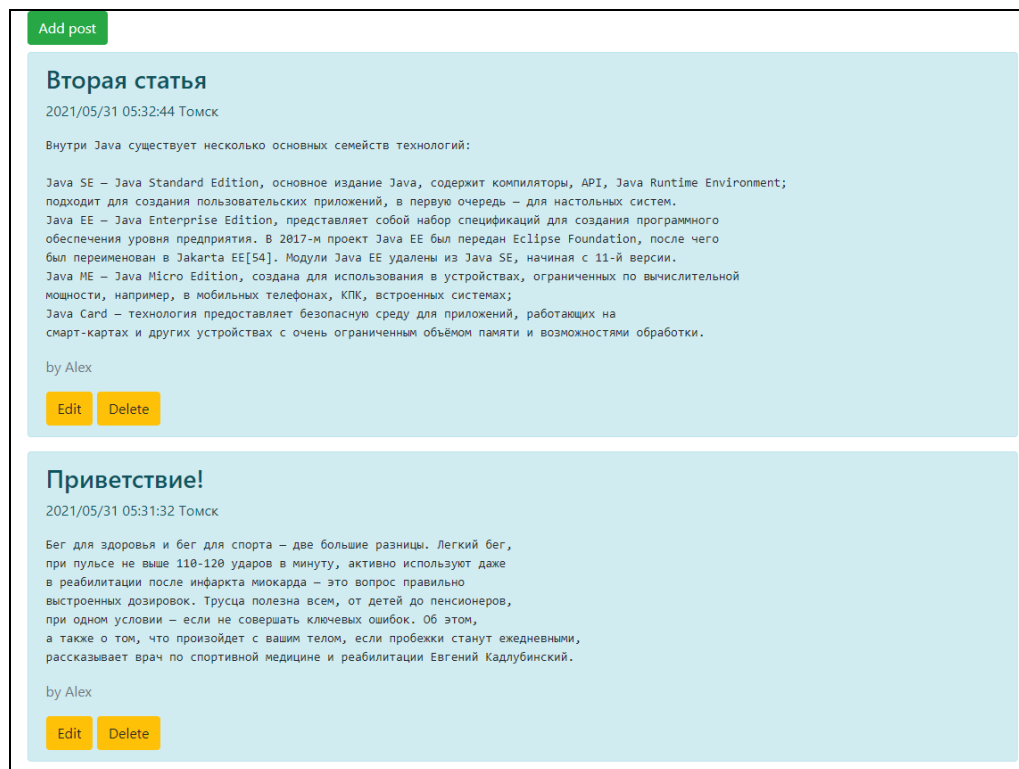 Add post
Вторая статья
2021/05/31 05:32:44 Томск
Внутри Java существует несколько основных семейств технологий:
Java SE — Java Standard Edition, основное издание Java, содержит компиляторы, API, Java Runtime Environment;
подходит для создания пользовательских приложений, в первую очередь — для настольных систем.
Java EE — Java Enterprise Edition, представляет собой набор спецификаций для создания программного
обеспечения уровня предприятия. В 2017-м проект Java EE был передан Eclipse Foundation, после чего
был переименован в Jakarta EE[54]. Модули Java EE удалены из Java SE, начиная с 11-й версии.
Java ME — Java Micro Edition, создана для использования в устройствах, ограниченных по вычислительной
мощности, например, в мобильных телефонах, КПК, встроенных системах;
Java Card — технология предоставляет безопасную среду для приложений, работающих на
смарт-картах и других устройствах с очень ограниченным объёмом памяти и возможностями обработки.
by Alex
Edit Delete
Приветствие!
2021/05/31 05:31:32 Томск
Бег для здоровья и бег для спорта — две большие разницы. Легкий бег,
при пульсе не выше 110-120 ударов в минуту, активно используют даже
в реабилитации после инфаркта миокарда — это вопрос правильно
выстроенных дозировок. Трусца полезна всем, от детей до пенсионеров,
при одном условии — если не совершать ключевых ошибок. Об этом,
а также о том, что произойдет с вашим телом, если пробежки станут ежедневными,
рассказывает врач по спортивной медицине и реабилитации Евгений Кадлубинский.
by Alex
Edit Delete